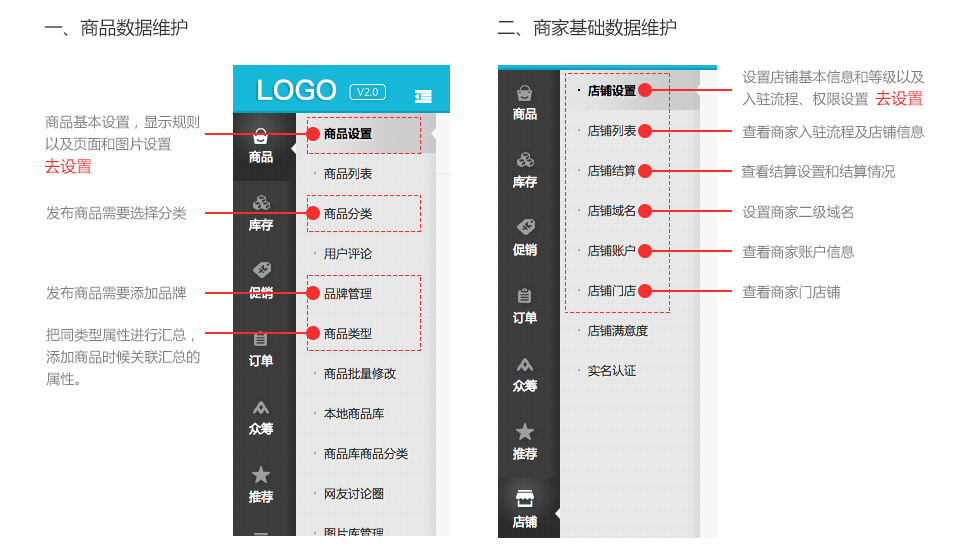 一、商品数据维护
LOGO V2.0
商品基本设置，显示规则
以及页面和图片设置
去设置
发布商品需要选择分类
发布商品需要添加品牌
把同类型属性进行汇总，
添加商品时候关联汇总的
属性。
商品
库存
促销
订单
众筹
推荐
商品设置
商品列表
商品分类
用户评论
品牌管理
商品类型
商品批量修改
本地商品库
商品库商品分类
网友讨论圈
图片库管理
二、商家基础数据维护
商品
库存
促销
订单
众筹
推荐
店铺
店铺设置
店铺列表
店铺结算
店铺域名
店铺账户
店铺门店
店铺满意度
实名认证
设置店铺基本信息和等级以及
入驻流程、权限设置 去设置
查看商家入驻流程及店铺信息
查看结算设置和结算情况
设置商家二级域名
查看商家账户信息
查看商家门店铺